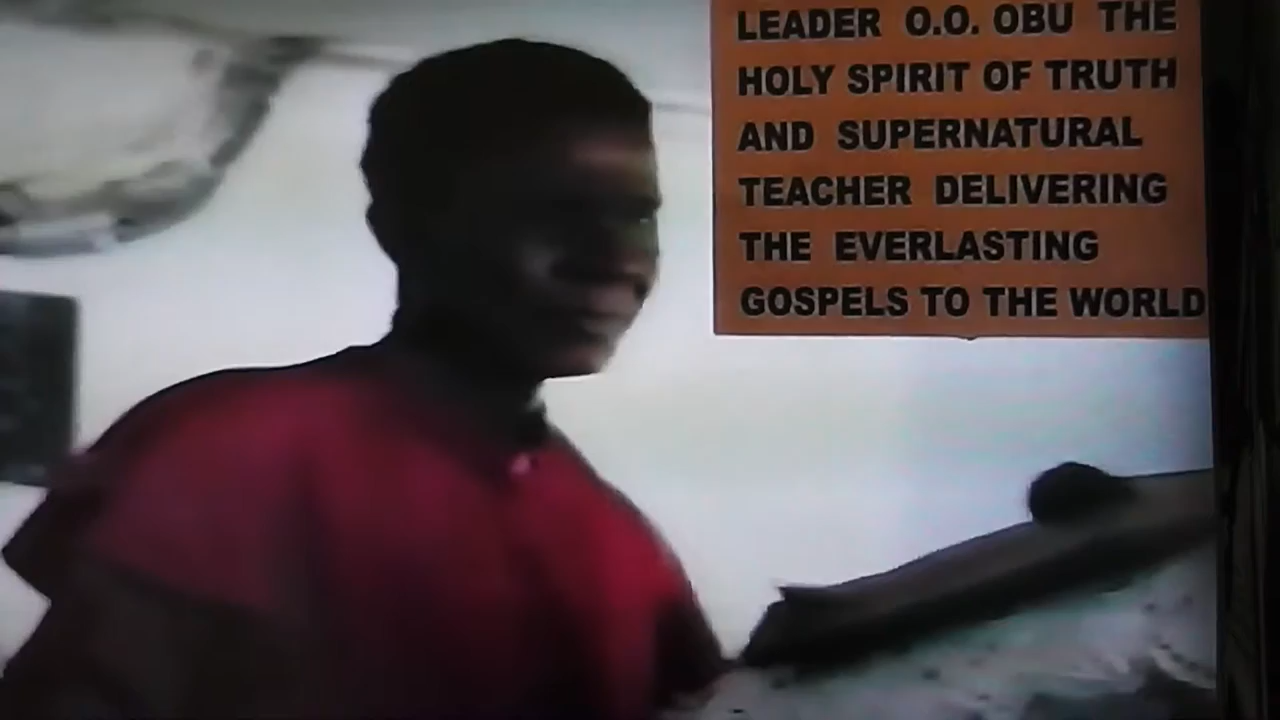 LEADER O.O. OBU THE
HOLY SPIRIT OF TRUTH
AND SUPERNATURAL
TEACHER DELIVERING
THE EVERLASTING
GOSPELS TO THE WORLD